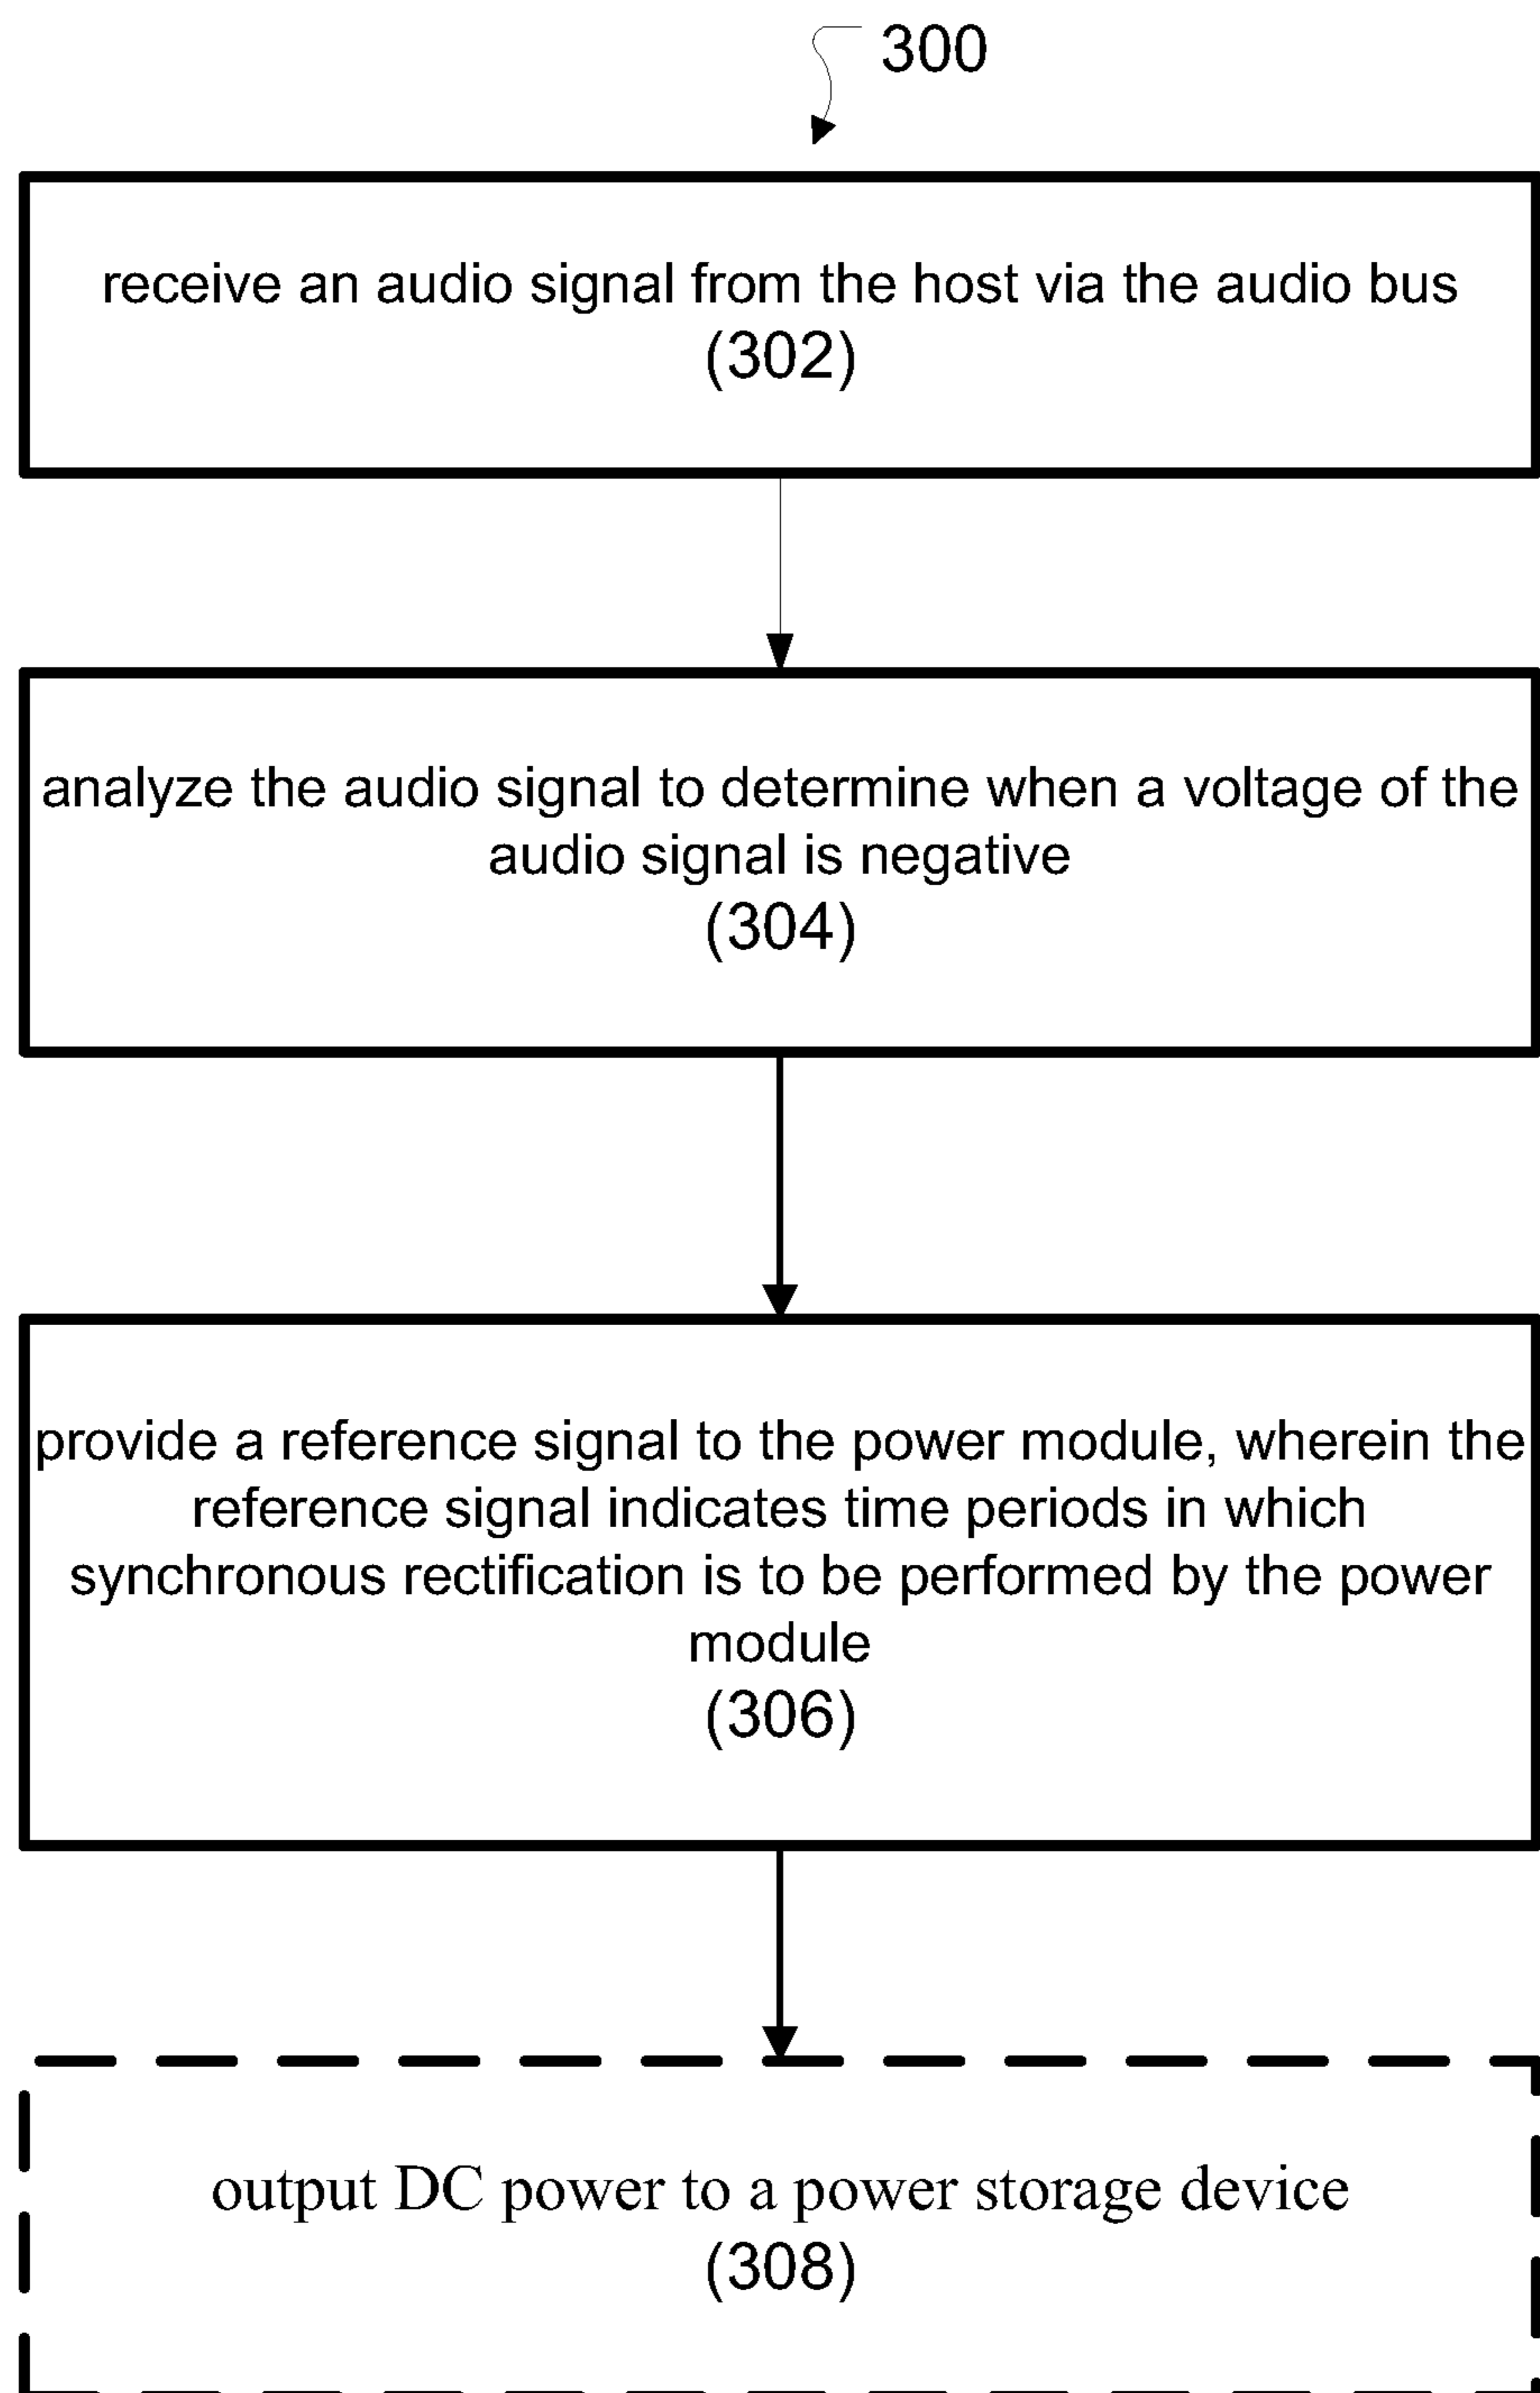 300
receive an audio signal from the host via the audio bus
(302)
analyze the audio signal to determine when a voltage of the
audio signal is negative
(304)
provide a reference signal to the power module, wherein the
reference signal indicates time periods in which
synchronous rectification is to be performed by the power
module
(306)
output DC power to a power storage device
(308)